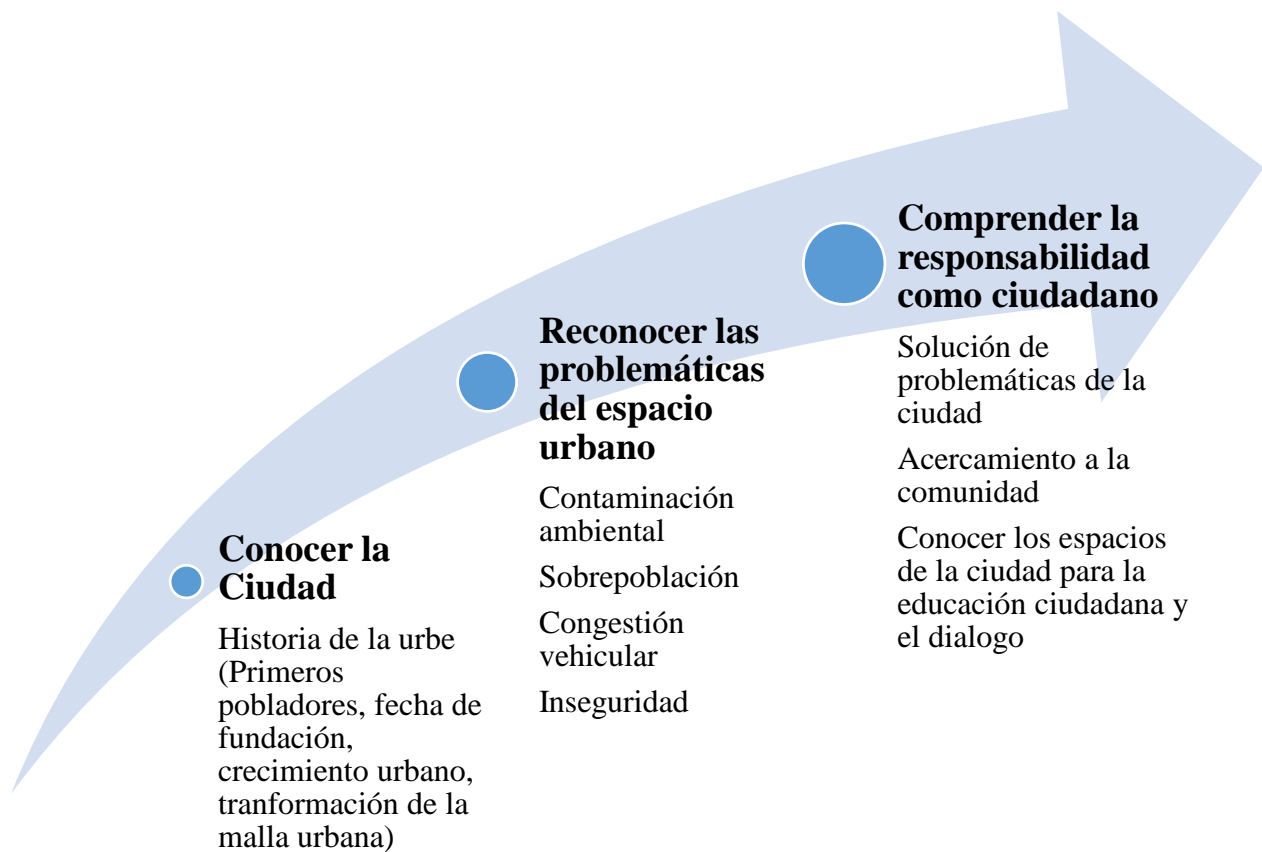 Conocer la
Ciudad
Historia de la urbe
(Primeros
pobladores, fecha de
fundación,
crecimiento urbano,
tranformación de la
malla urbana)
Reconocer las
problemáticas
del espacio
urbano
Contaminación
ambiental
Sobrepoblación
Congestión
vehicular
Inseguridad
Comprender la
responsabilidad
como ciudadano
Solución de
problemáticas de la
ciudad
Acercamiento a la
comunidad
Conocer los espacios
de la ciudad para la
educación ciudadana y
el dialogo